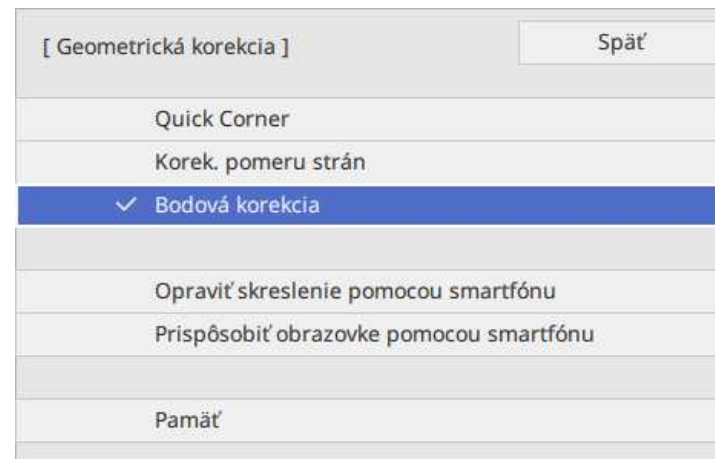 [ Geometrická korekcia ]
Späť
Quick Corner
Korek. pomeru strán
Bodová korekcia
Opraviť skreslenie pomocou smartfónu
Prispôsobiť obrazovke pomocou smartfónu
Pamäť